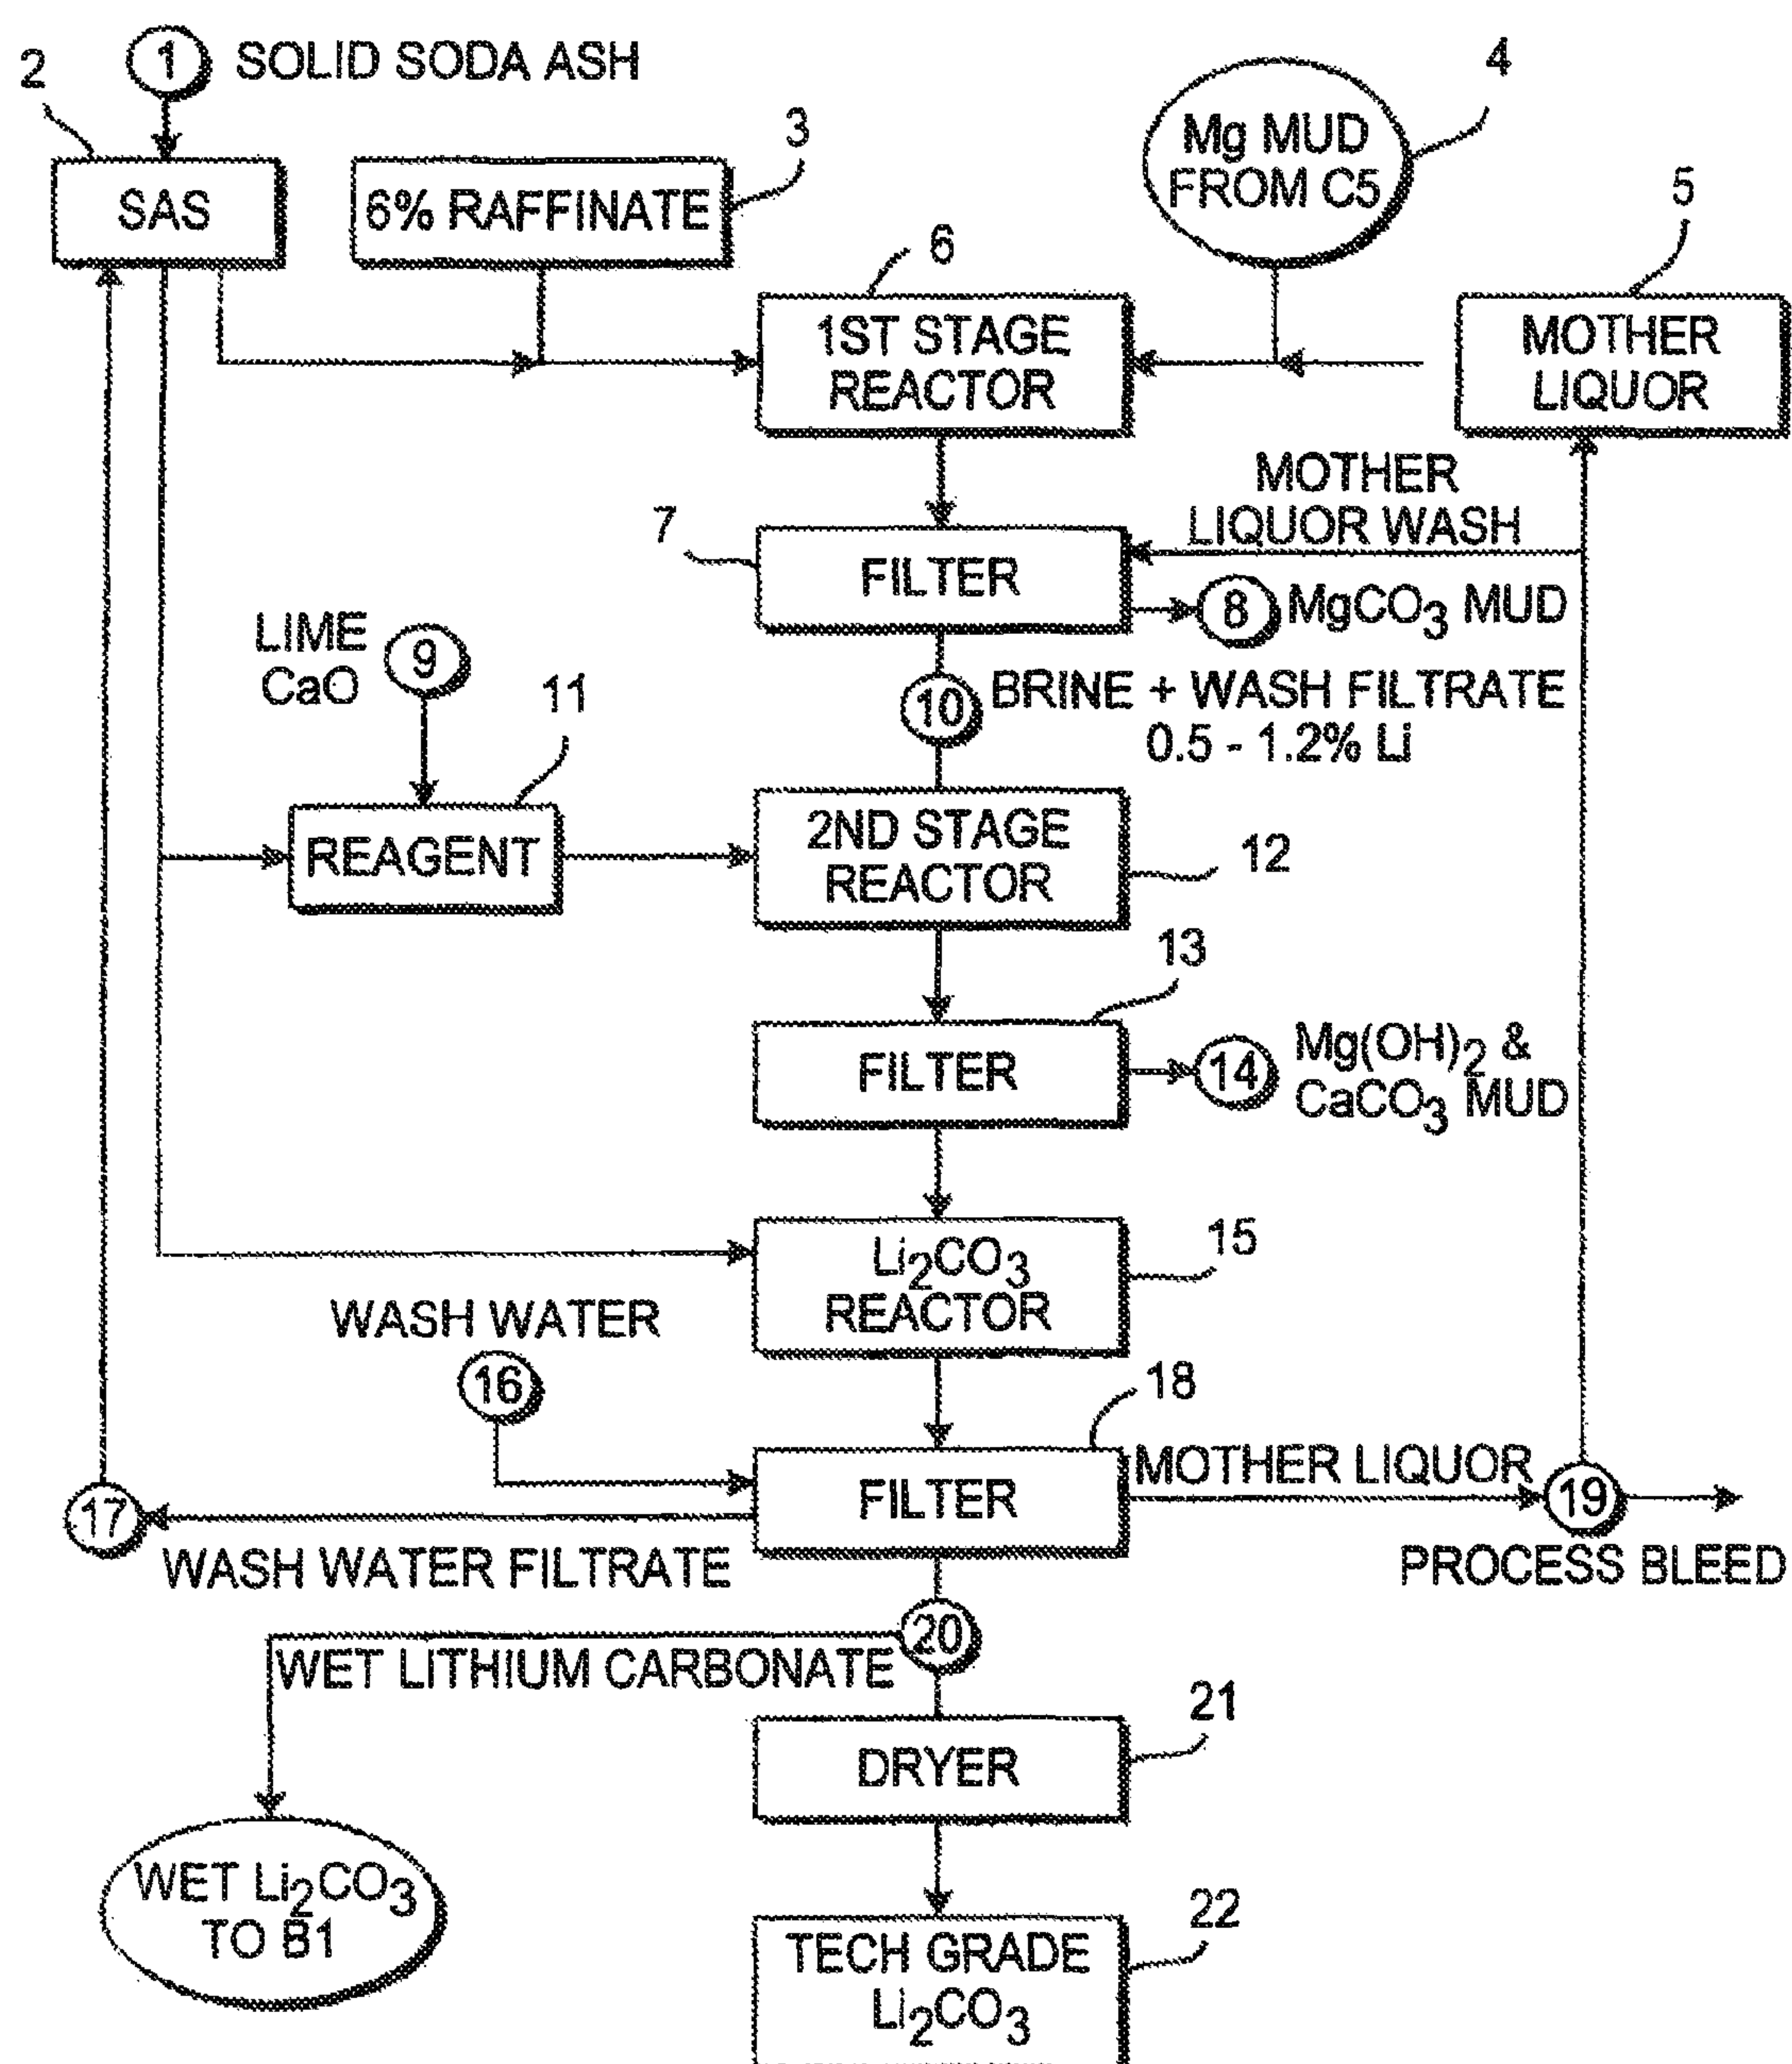 1 SOLID SODA ASH
2
SAS
3
6% RAFFINATE
4
Mg MUD
FROM C5
5
MOTHER
LIQUOR
6
1ST STAGE
REACTOR
MOTHER
LIQUOR WASH
7
FILTER
8 MgCO3 MUD
LIME
CaO
9
10 BRINE + WASH FILTRATE
0.5 - 1.2% Li
11
REAGENT
2ND STAGE
REACTOR
12
13
FILTER
14 Mg(OH)2 &
CaCO3 MUD
Li2CO3
REACTOR
15
WASH WATER
16
18
FILTER
MOTHER LIQUOR
19
17
WASH WATER FILTRATE
PROCESS BLEED
20
WET LITHIUM CARBONATE
21
DRYER
WET Li2CO3
TO B1
22
TECH GRADE
Li2CO3